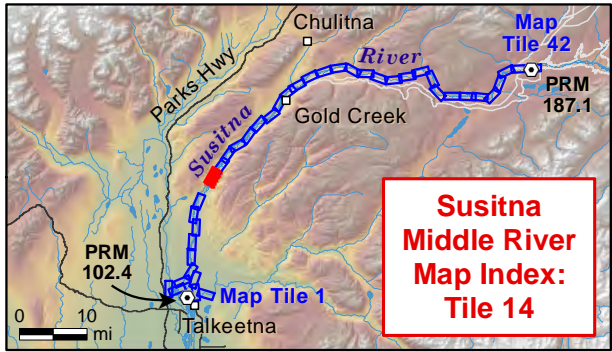 Chulitna
Map
Tile 42
River
Parks Hwy
PRM
187.1
Gold Creek
Susitna
PRM
102.4
Map Tile 1
Talkeetna
0 10
mi
Susitna
Middle River
Map Index:
Tile 14